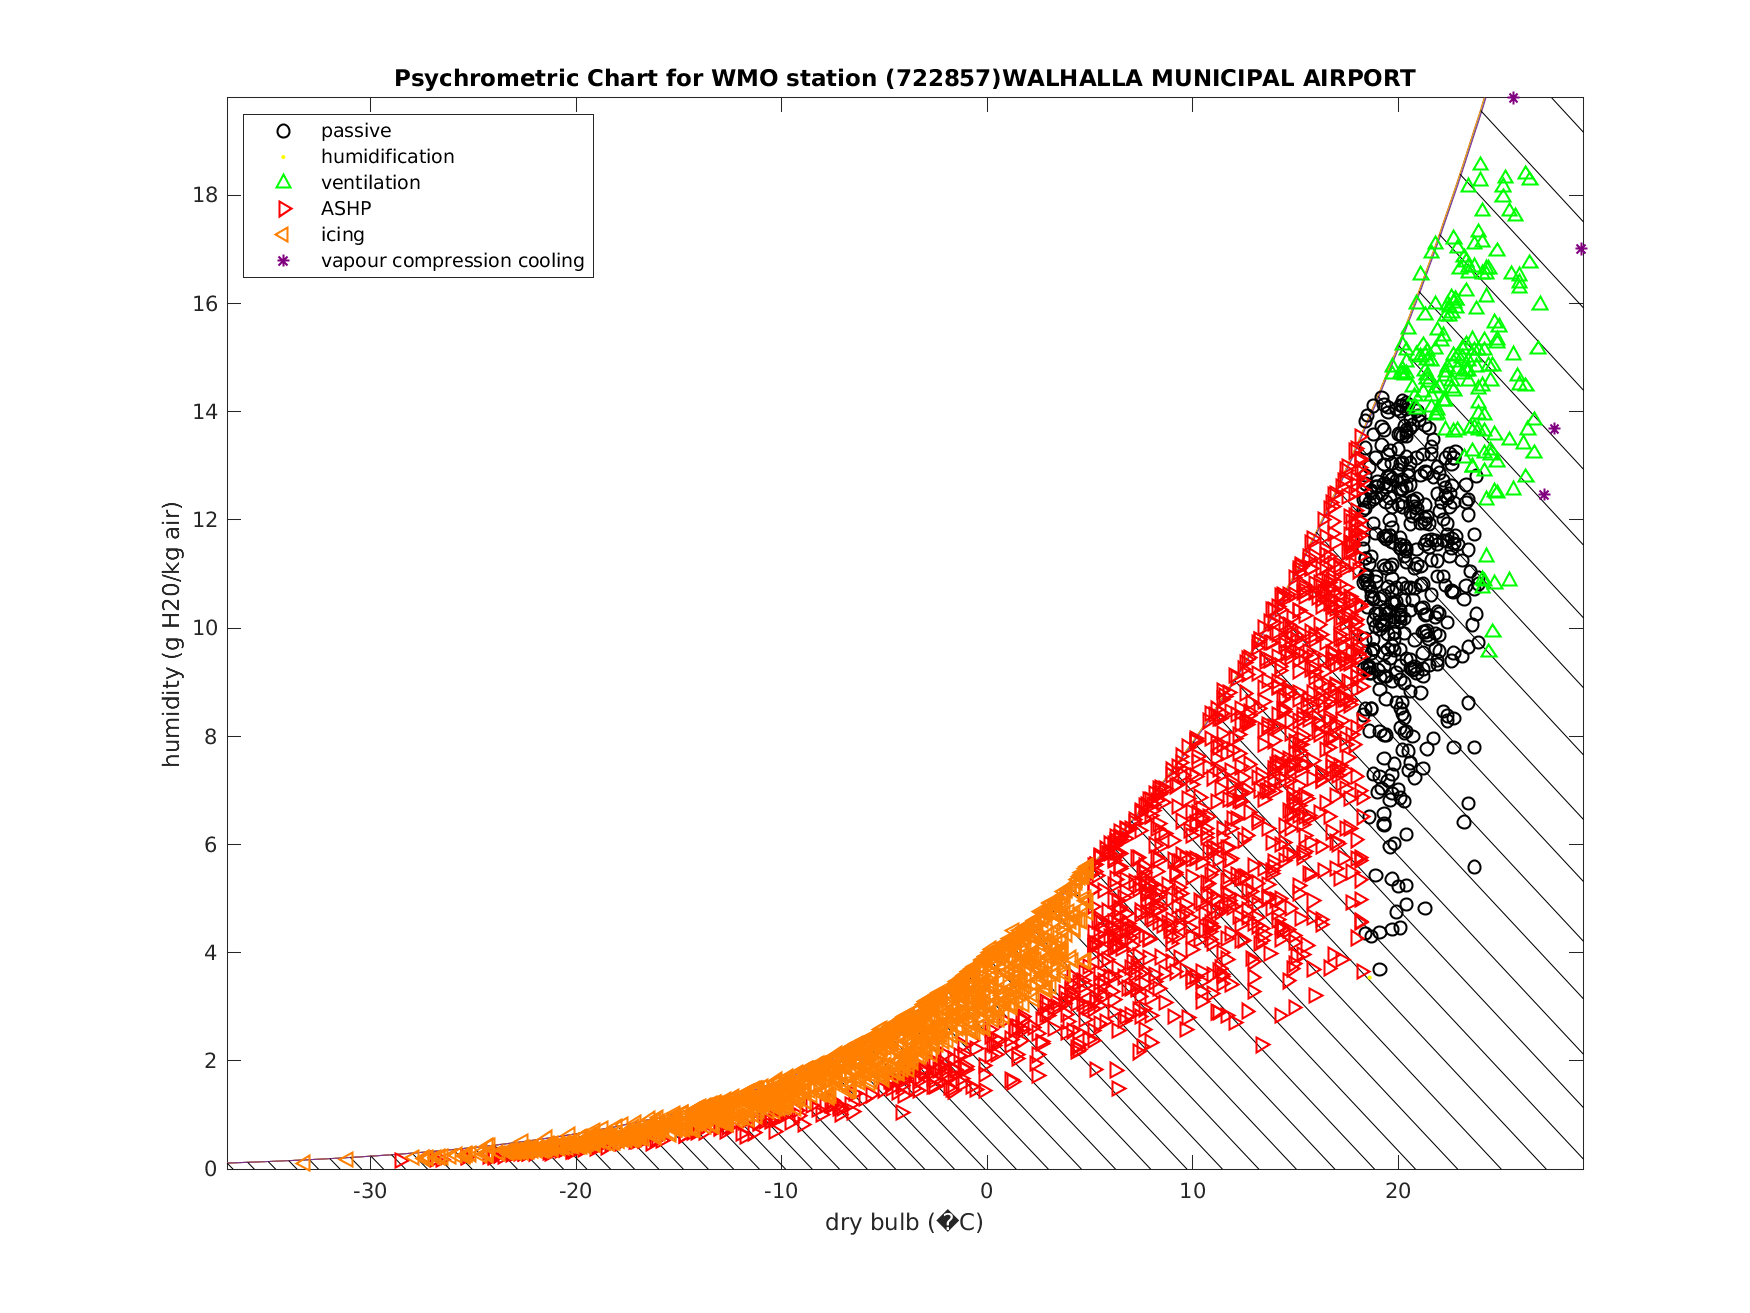 Psychrometric Chart for WMO station (722857)WALHALLA MUNICIPAL AIRPORT
passive
humidification
ventilation
ASHP
icing
vapour compression cooling
humidity (g H20/kg air)
18
16
14
12
10
8
6
4
2
0
-30 -20 -10 0 10 20
dry bulb (�C)